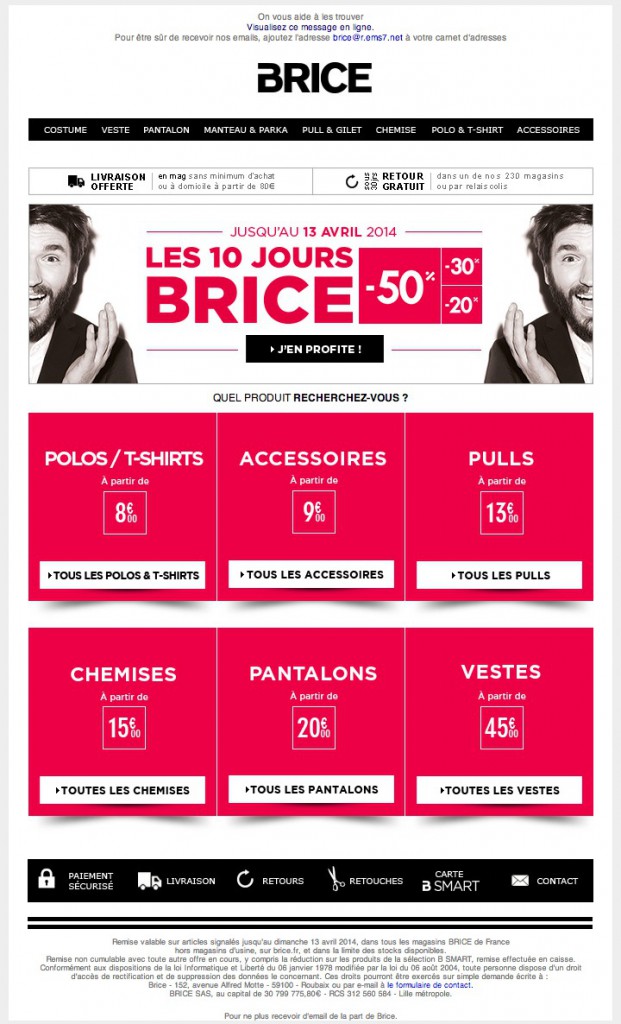 On vous aide à les trouver
Visualisez ce message en ligne.
Pour être sûr de recevoir nos emails, ajoutez l'adresse brice@r.ems7.net à votre carnet d'adresses
BRICE
COSTUME VESTE PANTALON MANTEAU & PARKA PULL & GILET CHEMISE POLO & T-SHIRT ACCESSOIRES
LIVRAISON OFFERTE
en mag sans minimum d'achat
ou à domicile à partir de 80€
sous 30jrs RETOUR GRATUIT
dans un de nos 230 magasins
ou par relais colis
JUSQU'AU 13 AVRIL 2014
LES 10 JOURS
BRICE
-50%
-30%
-20%
J'EN PROFITE !
QUEL PRODUIT RECHERCHEZ-VOUS ?
POLOS / T-SHIRTS
À partir de
8€00
TOUS LES POLOS & T-SHIRTS
ACCESSOIRES
À partir de
9€00
TOUS LES ACCESSOIRES
PULLS
À partir de
13€00
TOUS LES PULLS
CHEMISES
À partir de
15€00
TOUTES LES CHEMISES
PANTALONS
À partir de
20€00
TOUS LES PANTALONS
VESTES
À partir de
45€00
TOUTES LES VESTES
PAIEMENT SÉCURISÉ
LIVRAISON
RETOURS
RETOUCHES
CARTE B SMART
CONTACT
Remise valable sur articles signalés jusqu'au dimanche 13 avril 2014, dans tous les magasins BRICE de France
hors magasins d'usine, sur brice.fr, et dans la limite des stocks disponibles.
Remise non cumulable avec toute autre offre en cours, y compris la réduction sur les produits de la sélection B SMART, remise effectuée en caisse.
Conformément aux dispositions de la loi Informatique et Liberté du 06 janvier 1978 modifiée par la loi du 06 août 2004, toute personne dispose d'un droit
d'accès de rectification et de suppression des données le concernant. Ces droits pourront être exercés sur simple demande écrite à :
Brice - 152, avenue Alfred Motte - 59100 - Roubaix ou par e-mail à le formulaire de contact.
BRICE SAS, au capital de 30 799 775,80€ - RCS 312 560 584 - Lille métropole.
Pour ne plus recevoir d'email de la part de Brice.